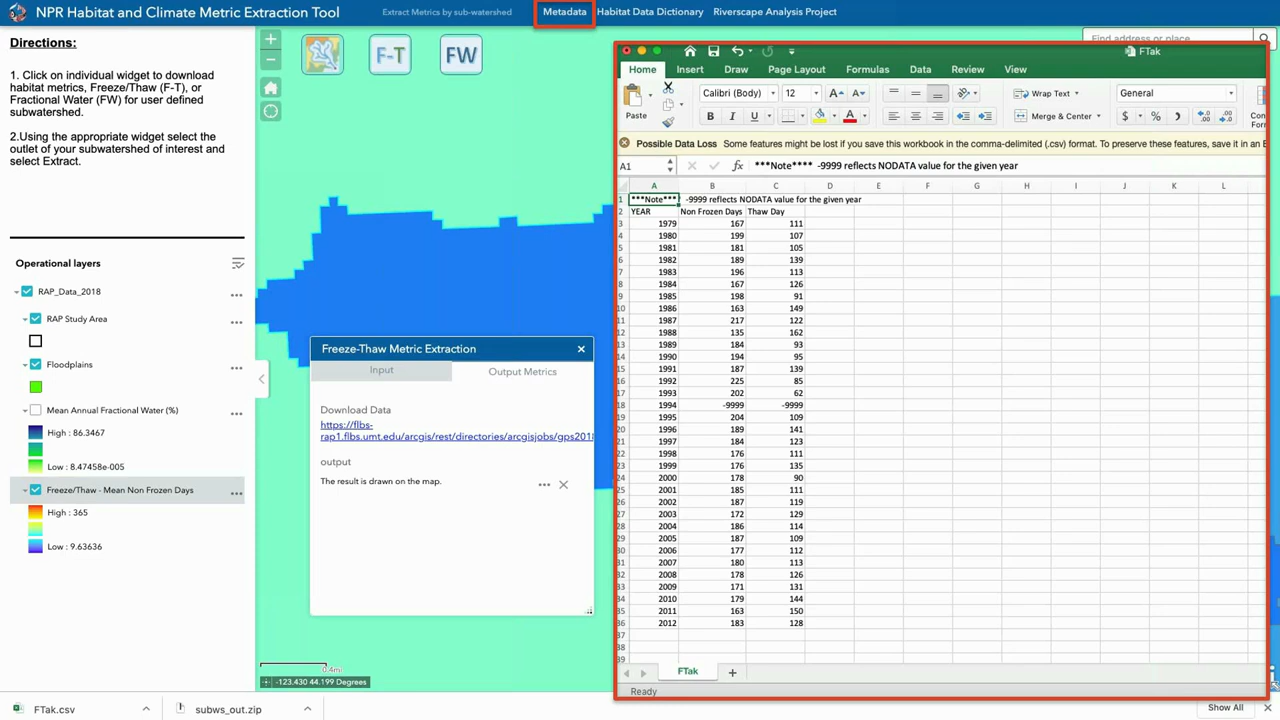 NPR Habitat and Climate Metric Extraction Tool
Extract Metrics by sub-watershed
Metadata
Habitat Data Dictionary
Riverscape Analysis Project
Directions:
1. Click on individual widget to download
habitat metrics, Freeze/Thaw (F-T), or
Fractional Water (FW) for user defined
subwatershed.
2.Using the appropriate widget select the
outlet of your subwatershed of interest and
select Extract.
Operational layers
RAP_Data_2018
RAP Study Area
Floodplains
Mean Annual Fractional Water (%)
High : 86.3467
Low : 8.47458e-005
Freeze/Thaw - Mean Non Frozen Days
High : 365
Low : 9.63636
F-T
FW
Find address or place
Freeze-Thaw Metric Extraction
Input
Output Metrics
Download Data
https://flbs-
rap1.flbs.umt.edu/arcgis/rest/directories/arcgisjobs/gps201
output
The result is drawn on the map.
0.4mi
-123.430 44.199 Degrees
FTak
Home Insert Draw Page Layout Formulas Data Review View
Paste
Calibri (Body) 12
Wrap Text
General
B I U
Merge & Center
$ %
Possible Data Loss Some features might be lost if you save this workbook in the comma-delimited (.csv) format. To preserve these features, save it in an E
A1 fx ***Note**** -9999 reflects NODATA value for the given year
A B C D E F G H I J K L
1 ***Note**** -9999 reflects NODATA value for the given year
2 YEAR Non Frozen Days Thaw Day
3 1979 167 111
4 1980 199 107
5 1981 181 105
6 1982 189 139
7 1983 196 113
8 1984 167 126
9 1985 198 91
10 1986 163 149
11 1987 217 122
12 1988 135 162
13 1989 184 93
14 1990 194 95
15 1991 187 139
16 1992 225 85
17 1993 202 62
18 1994 -9999 -9999
19 1995 204 109
20 1996 189 141
21 1997 184 123
22 1998 176 111
23 1999 176 135
24 2000 178 90
25 2001 185 111
26 2002 187 119
27 2003 172 129
28 2004 186 114
29 2005 187 109
30 2006 177 112
31 2007 180 113
32 2008 178 126
33 2009 171 131
34 2010 179 144
35 2011 163 150
36 2012 183 128
37
38
39
FTak
Ready
FTak.csv
subws_out.zip
Show All